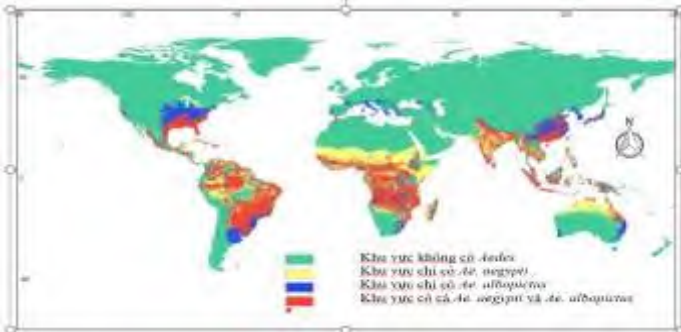 N
Khu vực không có Aedes
Khu vực chỉ có Ae. aegypti
Khu vực chỉ có Ae. albopictus
Khu vực có cả Ae. aegypti và Ae. albopictus